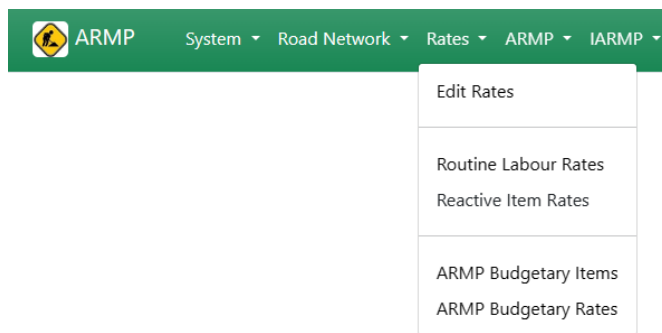 ARMP System Road Network Rates ARMP IARMP
Edit Rates
Routine Labour Rates
Reactive Item Rates
ARMP Budgetary Items
ARMP Budgetary Rates